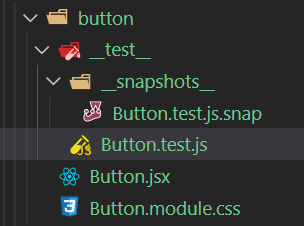 button
__test__
__snapshots__
Button.test.js.snap
Button.test.js
Button.jsx
Button.module.css